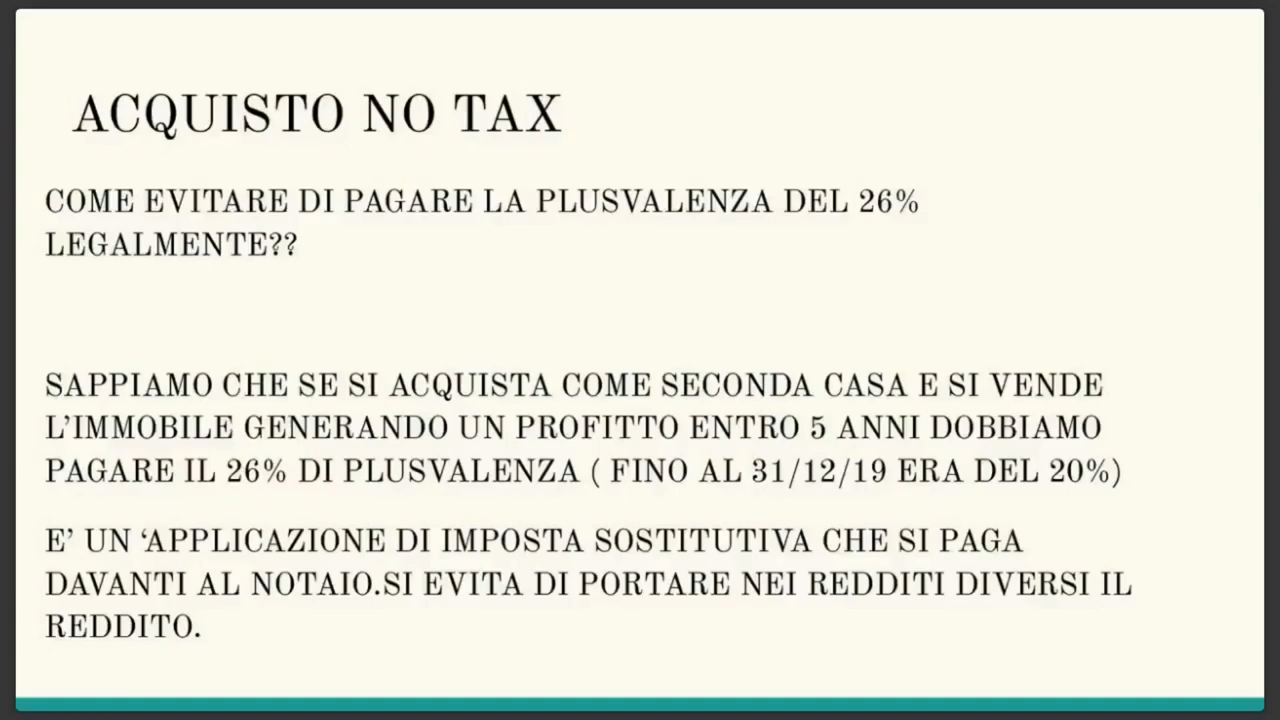 ACQUISTO NO TAX
COME EVITARE DI PAGARE LA PLUSVALENZA DEL 26%
LEGALMENTE??
SAPPIAMO CHE SE SI ACQUISTA COME SECONDA CASA E SI VENDE
L'IMMOBILE GENERANDO UN PROFITTO ENTRO 5 ANNI DOBBIAMO
PAGARE IL 26% DI PLUSVALENZA ( FINO AL 31/12/19 ERA DEL 20%)
E’ UN ‘APPLICAZIONE DI IMPOSTA SOSTITUTIVA CHE SI PAGA
DAVANTI AL NOTAIO.SI EVITA DI PORTARE NEI REDDITI DIVERSI IL
REDDITO.